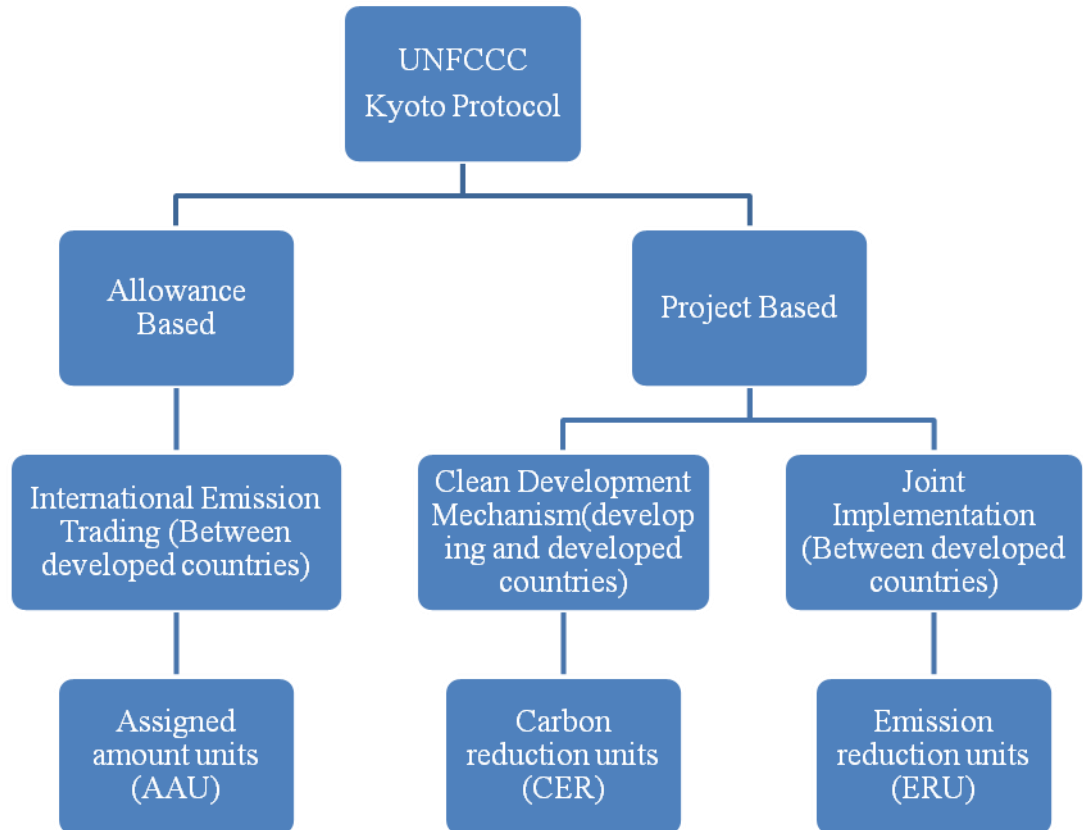 UNFCCC
Kyoto Protocol
Allowance
Based
Project Based
International Emission
Trading (Between
developed countries)
Clean Development
Mechanism(develop
ing and developed
countries)
Joint
Implementation
(Between developed
countries)
Assigned
amount units
(AAU)
Carbon
reduction units
(CER)
Emission
reduction units
(ERU)